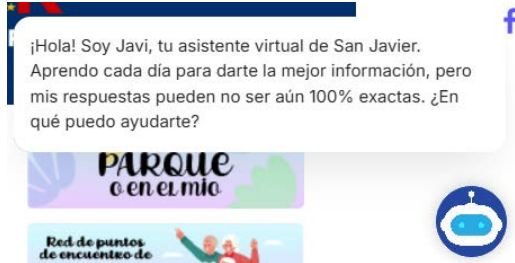 ¡Hola! Soy Javi, tu asistente virtual de San Javier.
Aprendo cada día para darte la mejor información, pero
mis respuestas pueden no ser aún 100% exactas. ¿En
qué puedo ayudarte?
PARQUE
o en el mío
Red de puntos
de encuentro de